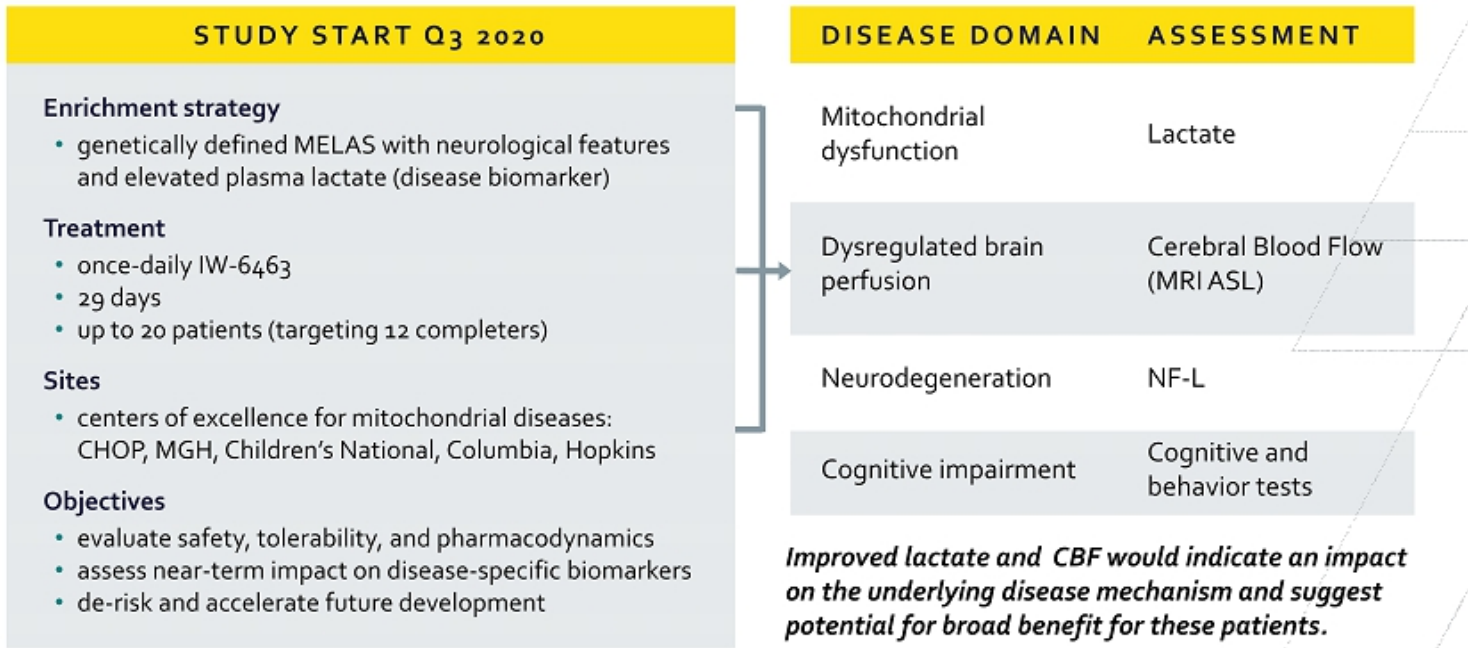 STUDY START Q3 2020
Enrichment strategy
• genetically defined MELAS with neurological features
and elevated plasma lactate (disease biomarker)
Treatment
• once-daily IW-6463
• 29 days
• up to 20 patients (targeting 12 completers)
Sites
• centers of excellence for mitochondrial diseases:
CHOP, MGH, Children’s National, Columbia, Hopkins
Objectives
• evaluate safety, tolerability, and pharmacodynamics
• assess near-term impact on disease-specific biomarkers
• de-risk and accelerate future development
DISEASE DOMAIN ASSESSMENT
Mitochondrial
dysfunction
Lactate
Dysregulated brain
perfusion
Cerebral Blood Flow
(MRI ASL)
Neurodegeneration
NF-L
Cognitive impairment
Cognitive and
behavior tests
Improved lactate and CBF would indicate an impact
on the underlying disease mechanism and suggest
potential for broad benefit for these patients.